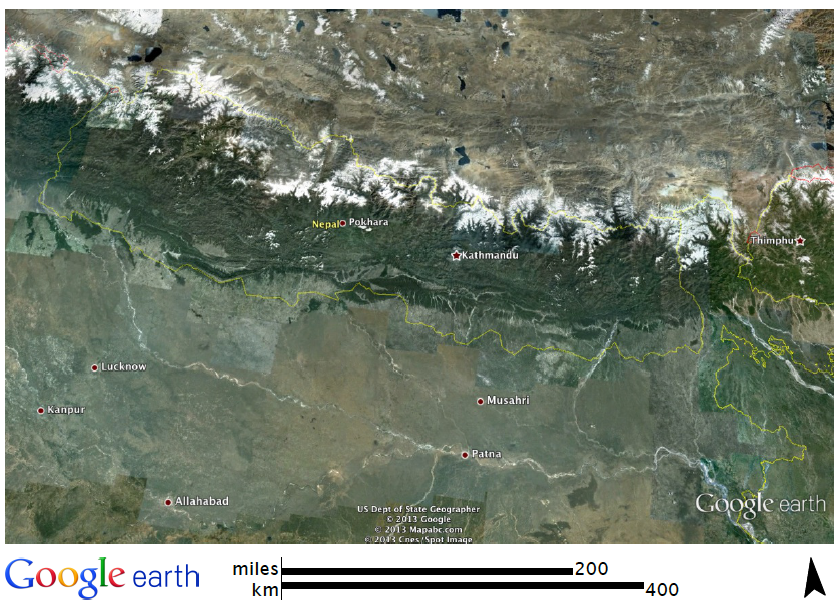 Nepal
Pokhara
Thimphu
Kathmandu
Lucknow
Musahri
Kanpur
Patna
Allahabad
US Dept of State Geographer
© 2013 Google
© 2013 Mapabc.com
© 2013 Cnes/Spot Image
Google earth
Google earth
miles 200
km 400